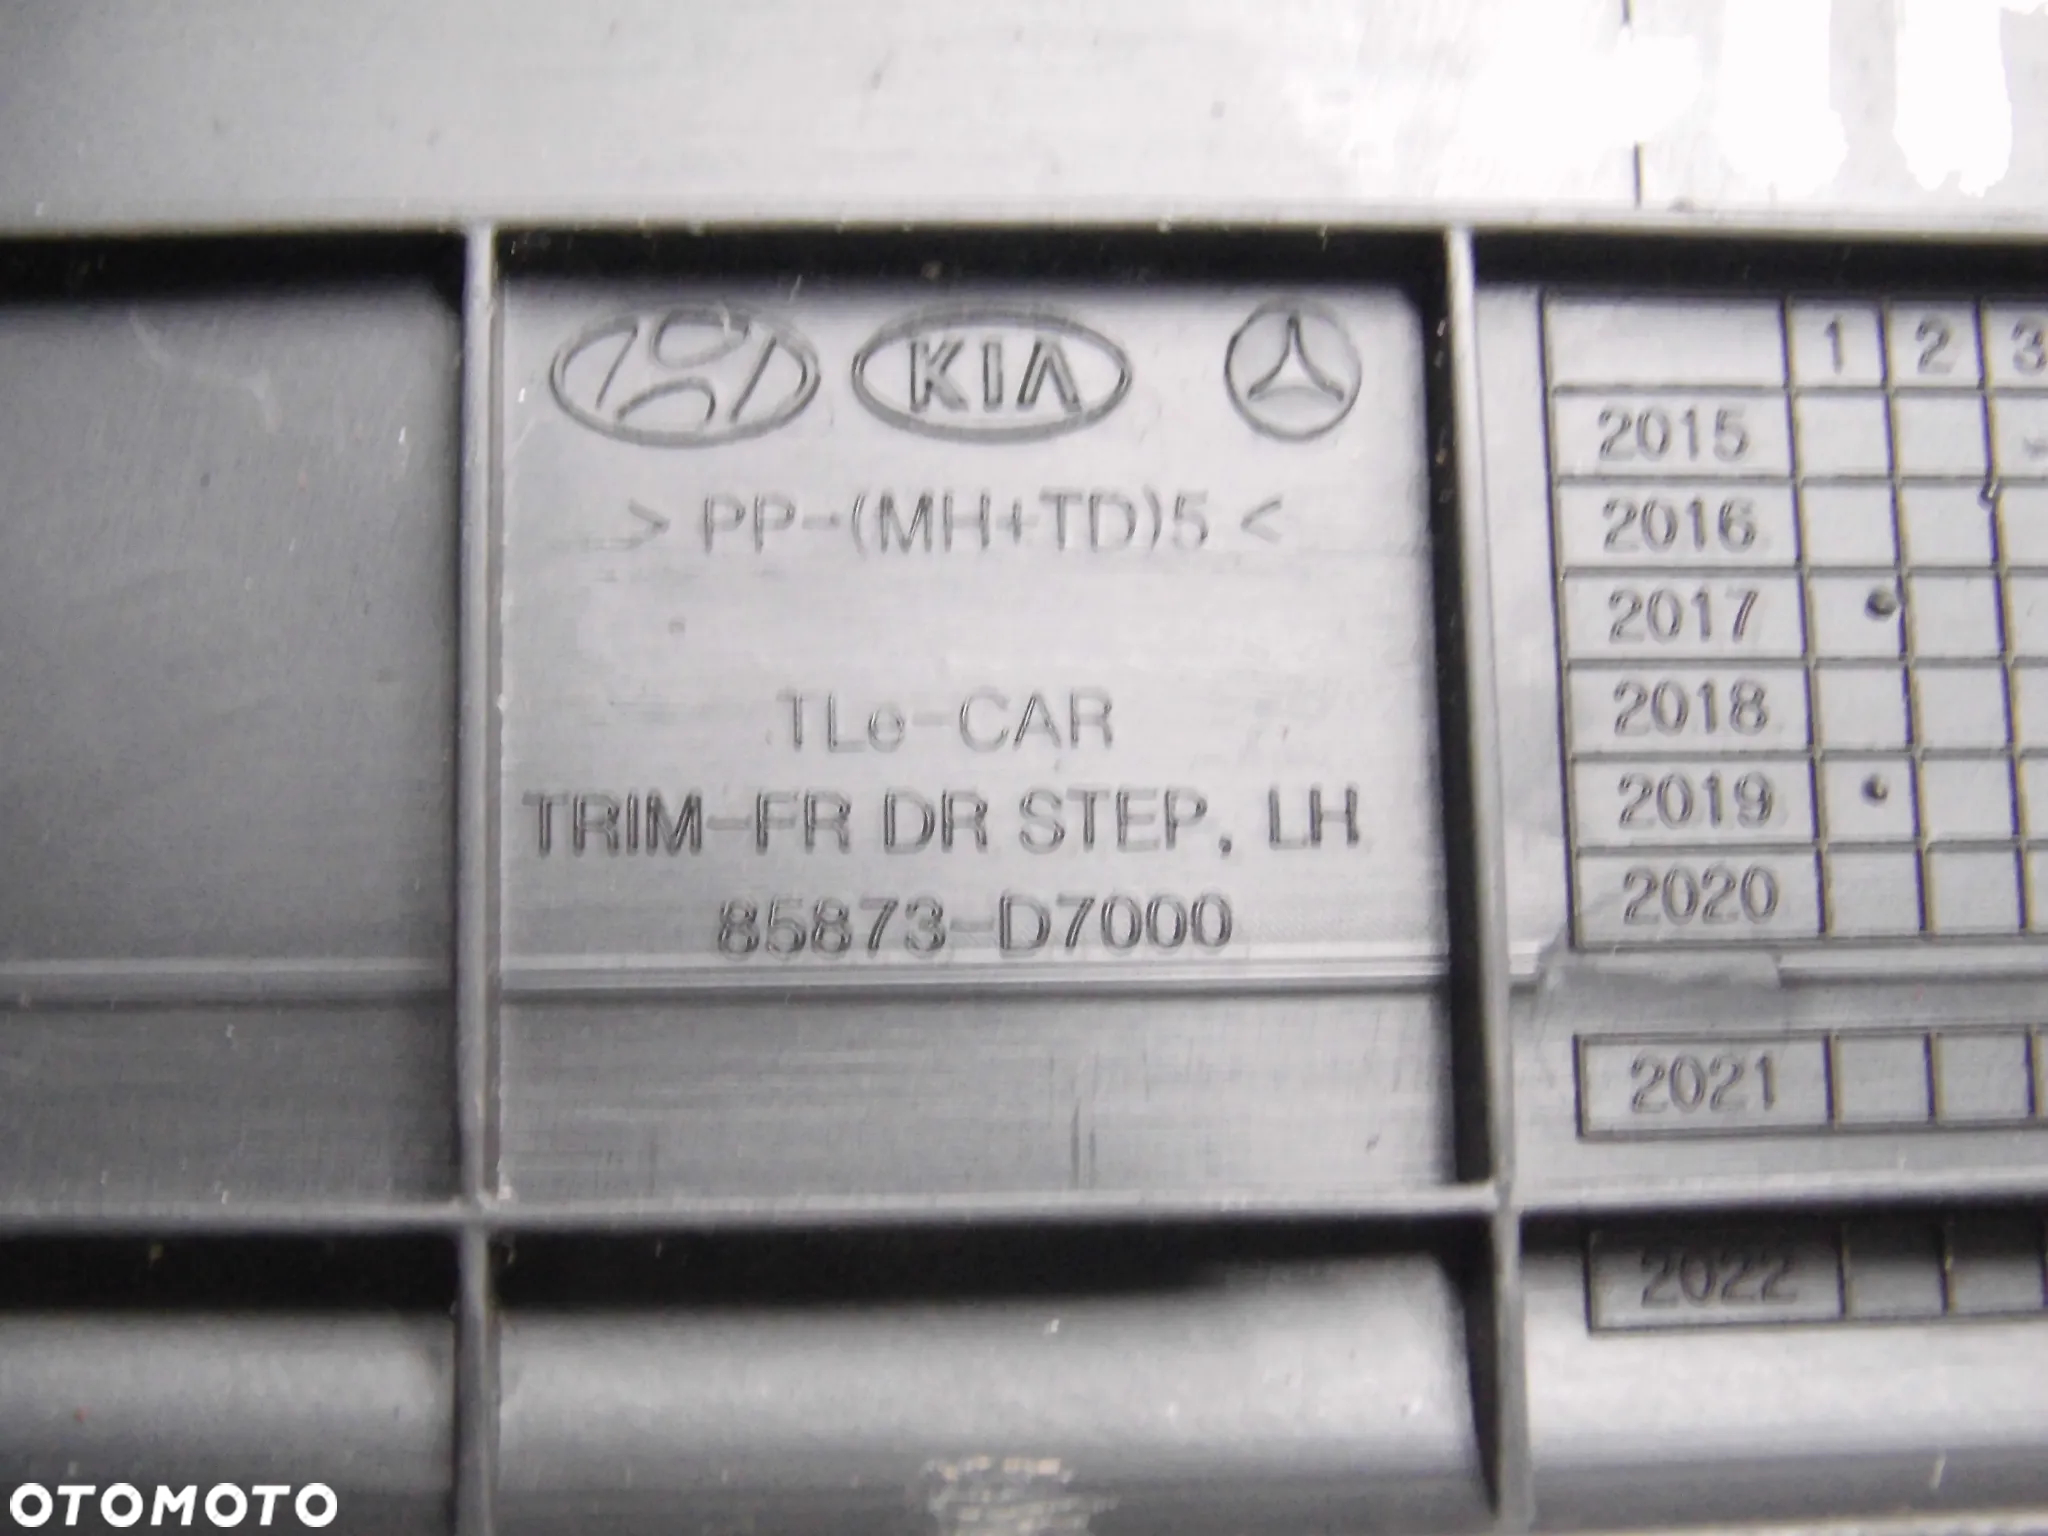 KIA
> PP-(MH+TD)5 <
TLe-CAR
TRIM-FR DR STEP, LH
85873-D7000
1 2 3
2015
2016
2017
2018
2019
2020
2021
2022
OTOMOTO